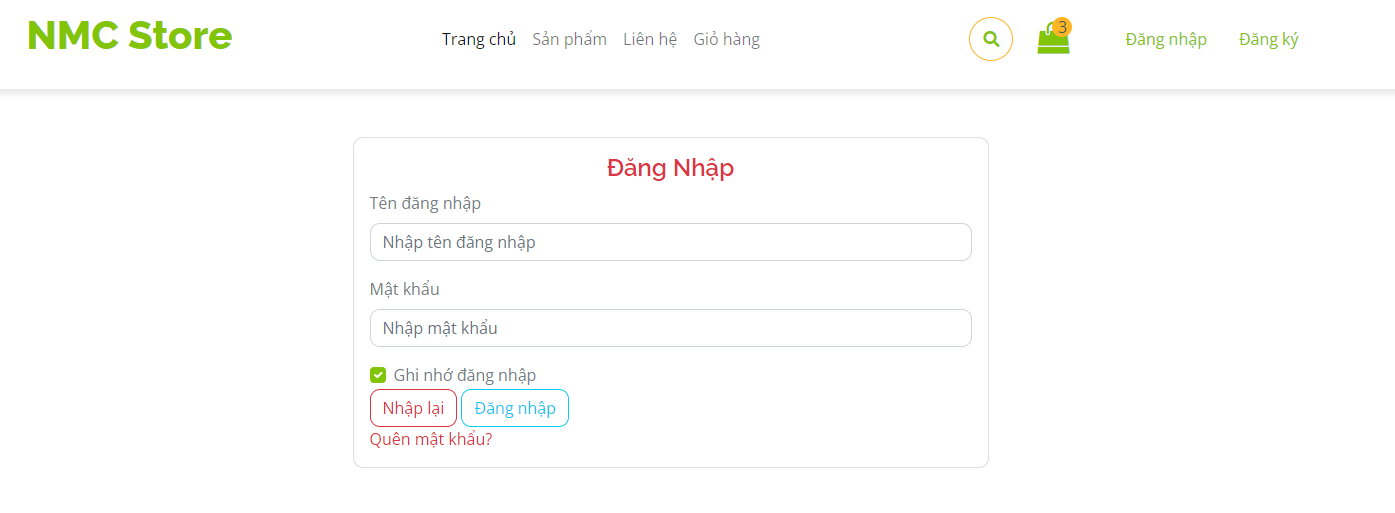 NMC Store
Trang chủ Sản phẩm Liên hệ Giỏ hàng
3
Đăng nhập Đăng ký
Đăng Nhập
Tên đăng nhập
Nhập tên đăng nhập
Mật khẩu
Nhập mật khẩu
Ghi nhớ đăng nhập
Nhập lại Đăng nhập
Quên mật khẩu?